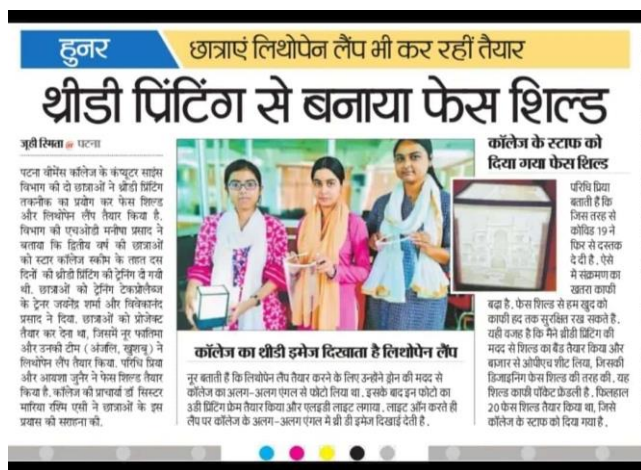 हुनर
छात्राएं लिथोपेन लैंप भी कर रहीं तैयार
थ्रीडी प्रिंटिंग से बनाया फेस शिल्ड
जूही स्मिता पटना
पटना वीमेंस कॉलेज के कंप्यूटर साइंस
विभाग की दो छात्राओं ने थ्रीडी प्रिंटिंग
तकनीक का प्रयोग कर फेस शिल्ड
और लिथोपेन लैंप तैयार किया है.
विभाग की एचओडी मनीषा प्रसाद ने
बताया कि द्वितीय वर्ष की छात्राओं
को स्टार कॉलेज स्कीम के तहत दस
दिनों की थ्रीडी प्रिंटिंग की ट्रेनिंग दी गयी
थी. छात्राओं को ट्रेनिंग टेकप्रोलैब्ज
के ट्रेनर जयनेंद्र शर्मा और विवेकानंद
प्रसाद ने दिया. छात्राओं को प्रोजेक्ट
तैयार कर देना था, जिसमें नूर फातिमा
और उनकी टीम (अंजलि, खुशबू) ने
लिथोपेन लैंप तैयार किया. परिधि प्रिया
और आयशा जुनैर ने फेस शिल्ड तैयार
किया है. कॉलेज की प्राचार्या डॉ सिस्टर
मारिया रश्मि एसी ने छात्राओं के इस
प्रयास की सराहना की.
कॉलेज का थ्रीडी इमेज दिखाता है लिथोपेन लैंप
नूर बताती हैं कि लिथोपेन लैंप तैयार करने के लिए उन्होंने ड्रोन की मदद से
कॉलेज का अलग-अलग एंगल से फोटो लिया था. इसके बाद इन फोटो का
3डी प्रिंटिंग फ्रेम तैयार किया और एलइडी लाइट लगाया. लाइट ऑन करते ही
लैंप पर कॉलेज के अलग-अलग एंगल में थ्री डी इमेज दिखाई देती है.
कॉलेज के स्टाफ को
दिया गया फेस शिल्ड
परिधि प्रिया
बताती हैं कि
जिस तरह से
कोविड 19 ने
फिर से दस्तक
दे दी है, ऐसे
में संक्रमण का
खतरा काफी
बढ़ा है. फेस शिल्ड से हम खुद को
काफी हद तक सुरक्षित रख सकते है.
यही वजह है कि मैंने थ्रीडी प्रिंटिंग की
मदद से शिल्ड का बैंड तैयार किया और
बाजार से ओपीएच शीट लिया, जिसकी
डिजाइनिंग फेस शिल्ड की तरह की. यह
शिल्ड काफी पॉकेट फ्रेंडली है. फिलहाल
20 फेस शिल्ड तैयार किया था, जिसे
कॉलेज के स्टाफ को दिया गया है.